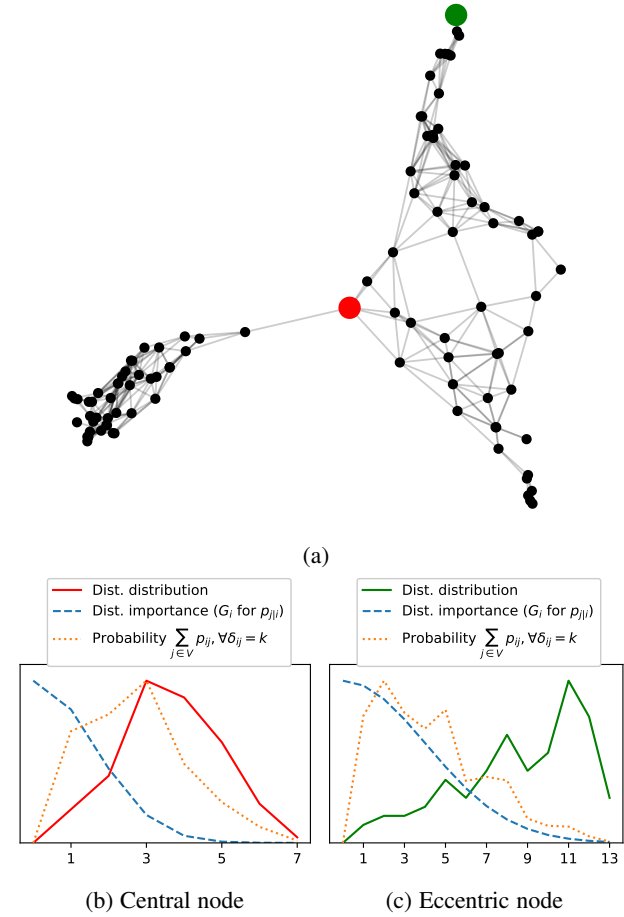 (a)
Dist. distribution
Dist. importance (G_i for p_{j|i})
Probability ∑_{j∈V} p_{ij}, ∀δ_{ij} = k
1 3 5 7
(b) Central node
Dist. distribution
Dist. importance (G_i for p_{j|i})
Probability ∑_{j∈V} p_{ij}, ∀δ_{ij} = k
1 3 5 7 9 11 13
(c) Eccentric node